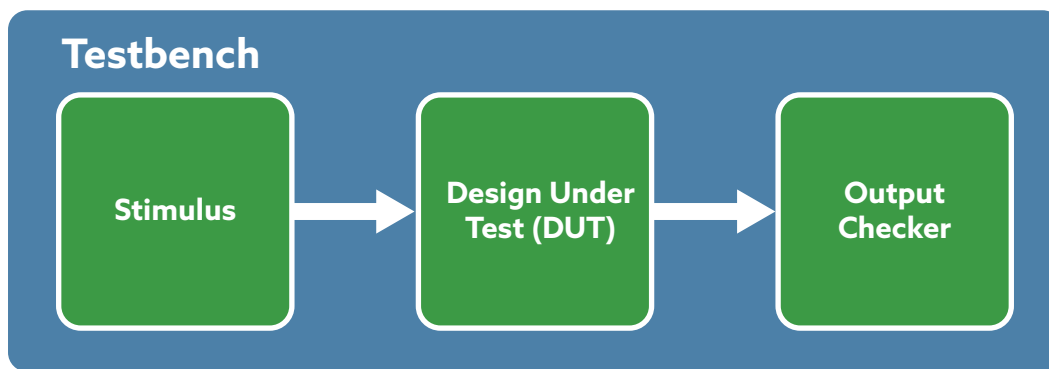 Testbench
Stimulus
Design Under
Test (DUT)
Output
Checker